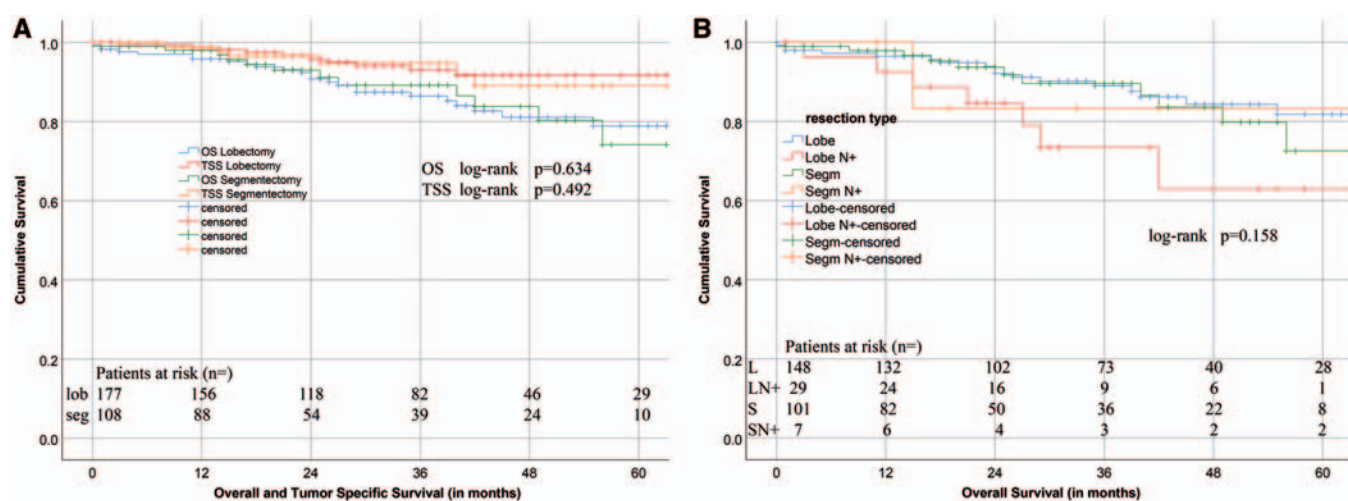 A
Cumulative Survival
1.0
0.8
0.6
0.4
0.2
0.0
OS Lobectomy
TSS Lobectomy
OS Segmentectomy
TSS Segmentectomy
censored
censored
censored
censored
OS log-rank p=0.634
TSS log-rank p=0.492
Patients at risk (n=)
lob 177 156 118 82 46 29
seg 108 88 54 39 24 10
0 12 24 36 48 60
Overall and Tumor Specific Survival (in months)
B
Cumulative Survival
1.0
0.8
0.6
0.4
0.2
0.0
resection type
Lobe
Lobe N+
Segm
Segm N+
Lobe-censored
Lobe N+-censored
Segm-censored
Segm N+-censored
log-rank p=0.158
Patients at risk (n=)
L 148 132 102 73 40 28
LN+ 29 24 16 9 6 1
S 101 82 50 36 22 8
SN+ 7 6 4 3 2 2
0 12 24 36 48 60
Overall Survival (in months)